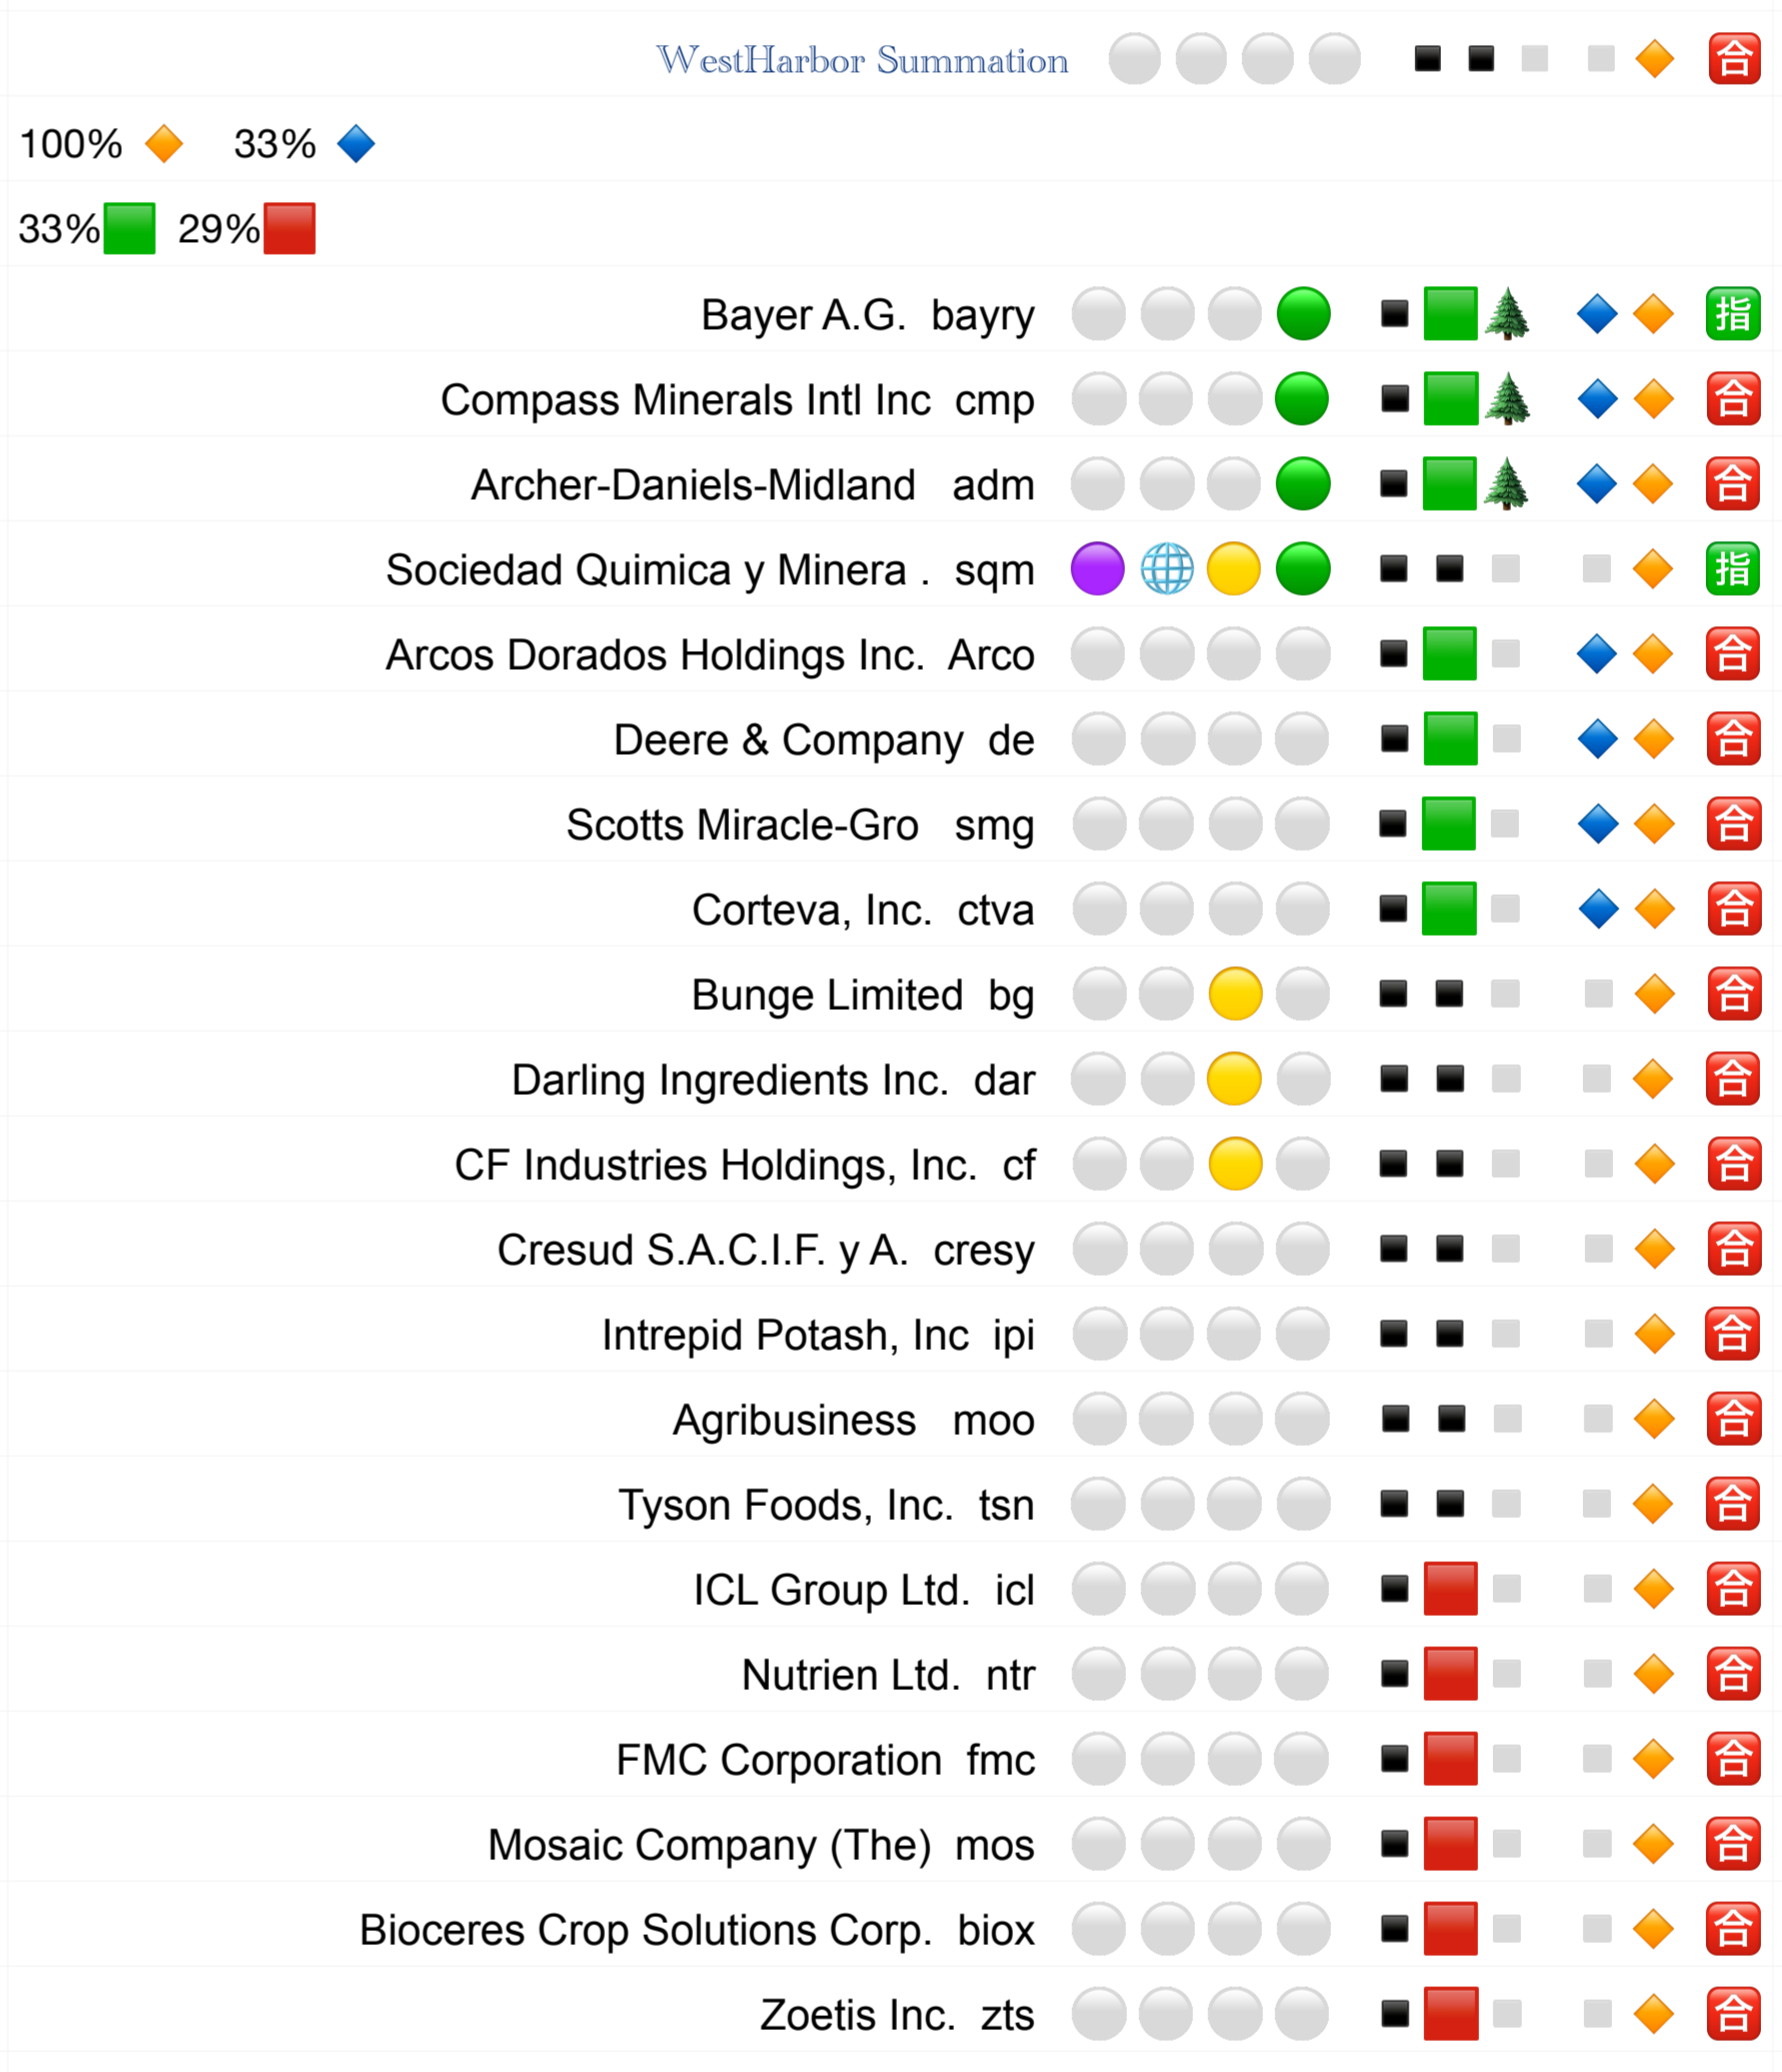 WestHarbor Summation 合
100% 33%
33% 29%
Bayer A.G. bayry 指
Compass Minerals Intl Inc cmp 合
Archer-Daniels-Midland adm 合
Sociedad Quimica y Minera . sqm 指
Arcos Dorados Holdings Inc. Arco 合
Deere & Company de 合
Scotts Miracle-Gro smg 合
Corteva, Inc. ctva 合
Bunge Limited bg 合
Darling Ingredients Inc. dar 合
CF Industries Holdings, Inc. cf 合
Cresud S.A.C.I.F. y A. cresy 合
Intrepid Potash, Inc ipi 合
Agribusiness moo 合
Tyson Foods, Inc. tsn 合
ICL Group Ltd. icl 合
Nutrien Ltd. ntr 合
FMC Corporation fmc 合
Mosaic Company (The) mos 合
Bioceres Crop Solutions Corp. biox 合
Zoetis Inc. zts 合